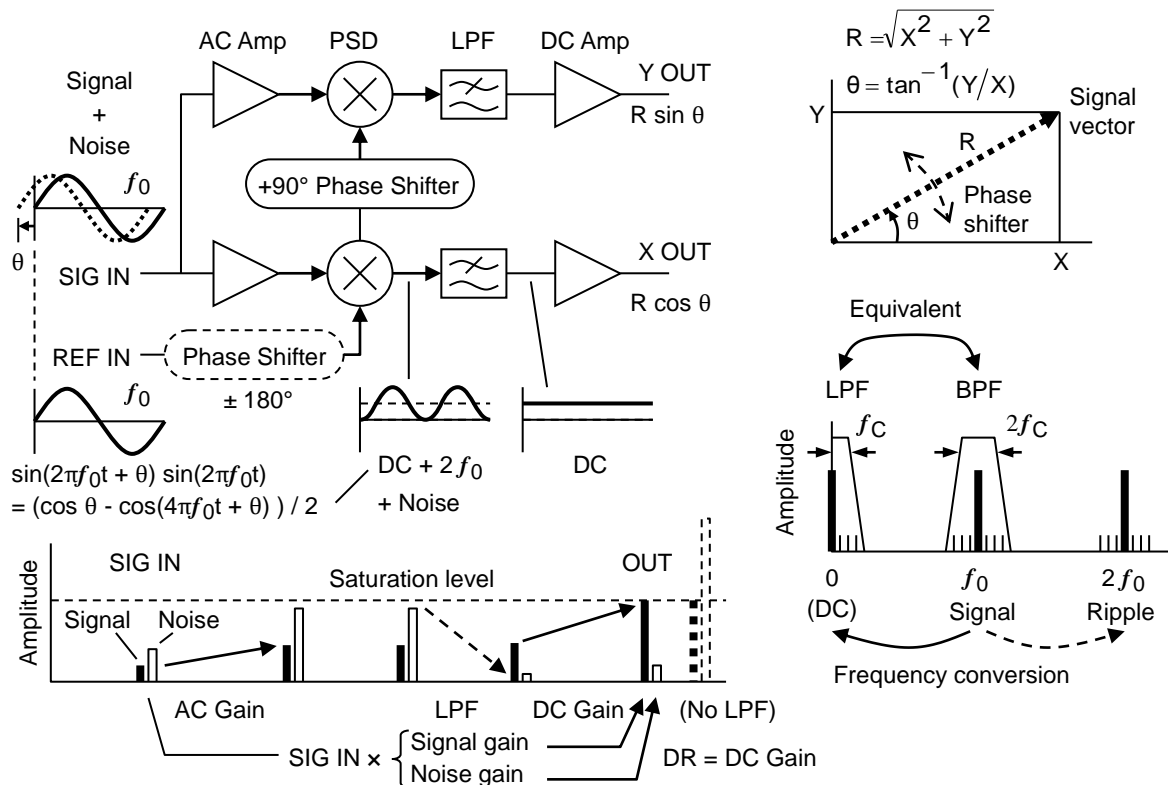 AC Amp PSD LPF DC Amp
Signal
+
Noise
Y OUT
R sin θ
f0
+90° Phase Shifter
θ
SIG IN
X OUT
R cos θ
REF IN
Phase Shifter
± 180°
f0
sin(2πf0t + θ) sin(2πf0t)
= (cos θ - cos(4πf0t + θ) ) / 2
DC + 2f0
+ Noise
DC
R = √X² + Y²
θ = tan⁻¹(Y/X)
Y
Signal
vector
R
Phase
shifter
θ
X
Equivalent
LPF BPF
fC 2fC
Amplitude
0 f0 2f0
(DC) Signal Ripple
Frequency conversion
SIG IN OUT
Saturation level
Amplitude
Signal Noise
AC Gain LPF DC Gain (No LPF)
SIG IN × { Signal gain
Noise gain
DR = DC Gain